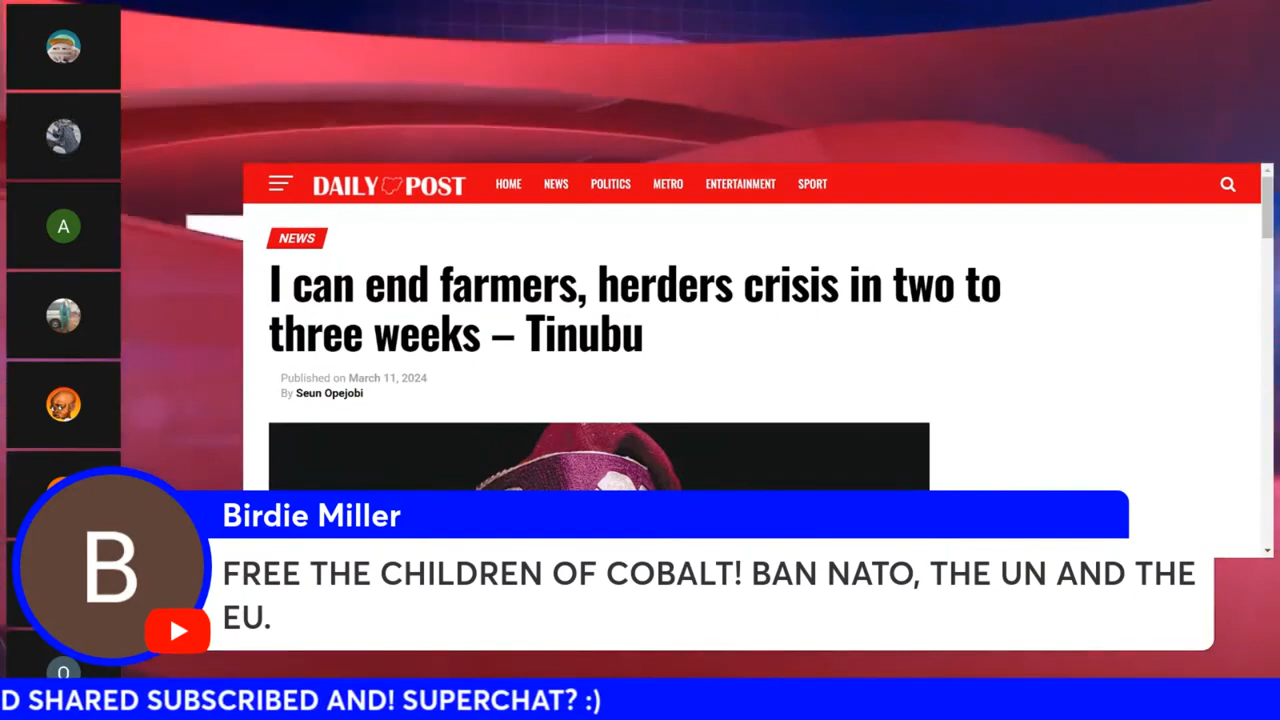 DAILY POST HOME NEWS POLITICS METRO ENTERTAINMENT SPORT
A
NEWS
I can end farmers, herders crisis in two to
three weeks – Tinubu
Published on March 11, 2024
By Seun Opejobi
Birdie Miller
B
FREE THE CHILDREN OF COBALT! BAN NATO, THE UN AND THE
EU.
O
D SHARED SUBSCRIBED AND! SUPERCHAT? :)